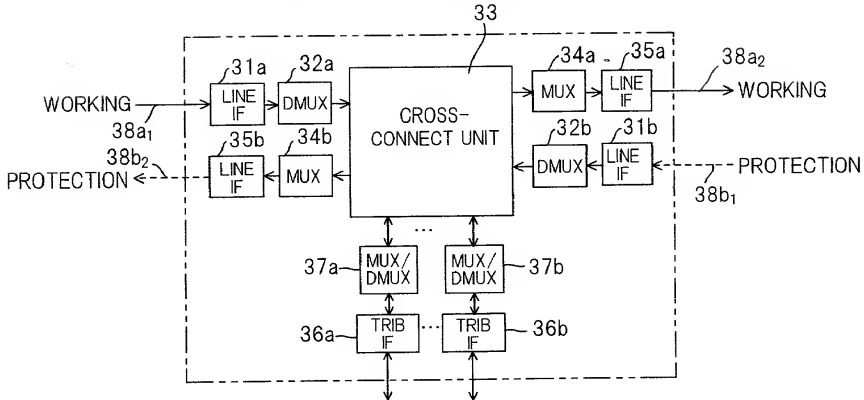 33
31a 32a 34a 35a 38a2
WORKING LINE IF DMUX MUX LINE IF WORKING
38a1
CROSS-
CONNECT UNIT
35b 34b 32b 31b
38b2
PROTECTION LINE IF MUX DMUX LINE IF PROTECTION
38b1
...
37a MUX/
DMUX MUX/
DMUX 37b
36a TRIB
IF ... TRIB
IF 36b